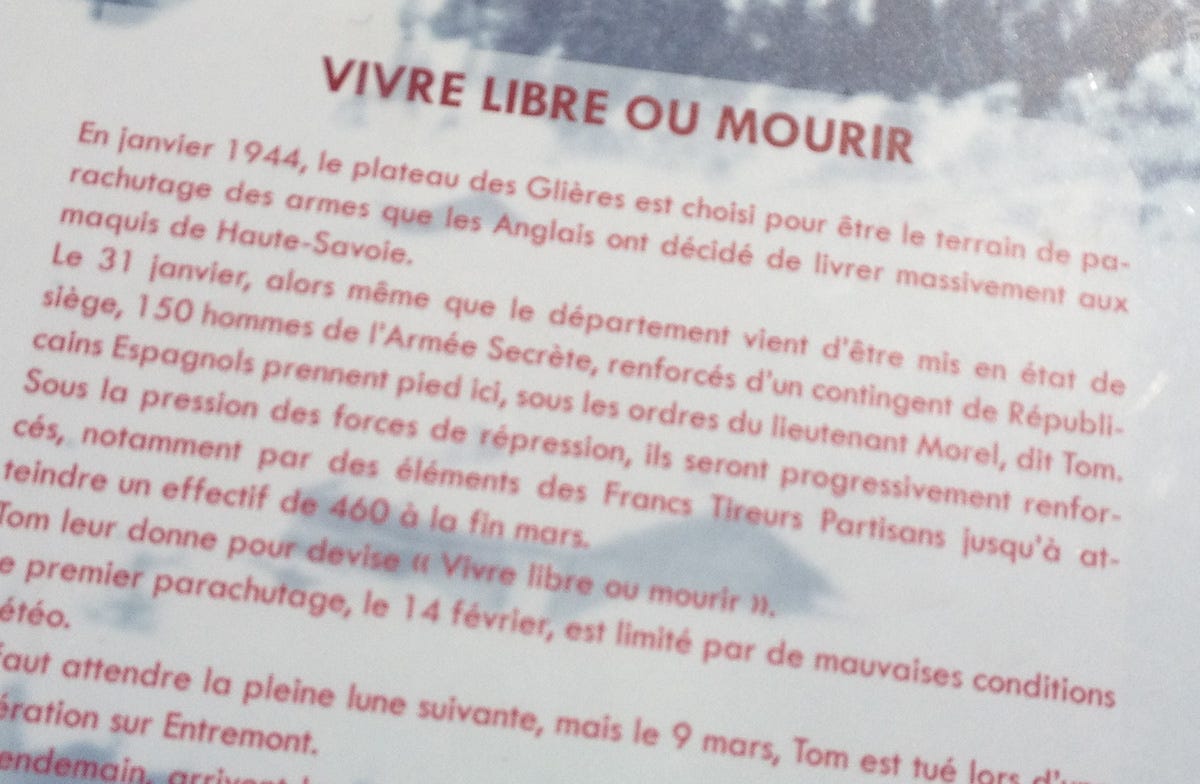 VIVRE LIBRE OU MOURIR
En janvier 1944, le plateau des Glières est choisi pour être le terrain de pa-
rachutage des armes que les Anglais ont décidé de livrer massivement aux
maquis de Haute-Savoie.
Le 31 janvier, alors même que le département vient d'être mis en état de
siège, 150 hommes de l'Armée Secrète, renforcés d'un contingent de Républi-
cains Espagnols prennent pied ici, sous les ordres du lieutenant Morel, dit Tom.
Sous la pression des forces de répression, ils seront progressivement renfor-
cés, notamment par des éléments des Francs Tireurs Partisans jusqu'à at-
teindre un effectif de 460 à la fin mars.
Tom leur donne pour devise « Vivre libre ou mourir ».
e premier parachutage, le 14 février, est limité par de mauvaises conditions
étéo.
faut attendre la pleine lune suivante, mais le 9 mars, Tom est tué lors d'u
ération sur Entremont.
endemain, arrivent